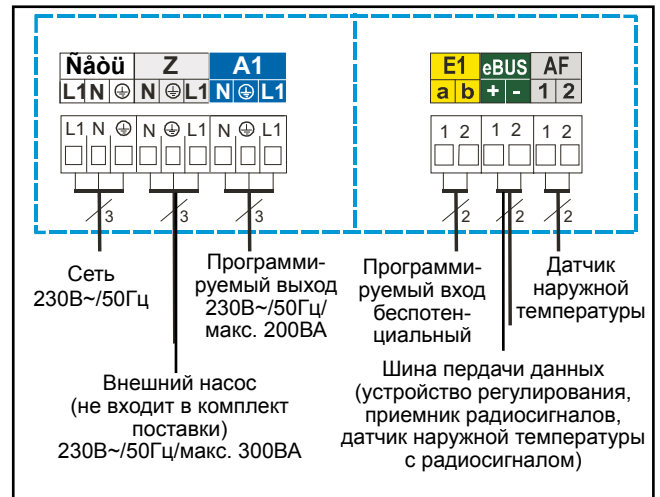 Ñåòü Z A1
L1 N ⏚ N ⏚ L1 N ⏚ L1
L1 N ⏚ N ⏚ L1 N ⏚ L1
3 3 3
E1 eBUS AF
a b + - 1 2
1 2 1 2 1 2
2 2 2
Сеть
230В~/50Гц
Программи-
руемый выход
230В~/50Гц/
макс. 200ВА
Внешний насос
(не входит в комплект
поставки)
230В~/50Гц/макс. 300ВА
Программи-
руемый вход
беспотен-
циальный
Датчик
наружной
температуры
Шина пердачи данных
(устройство регулирования,
приемник радиосигналов,
датчик наружной температуры
с радиосигналом)